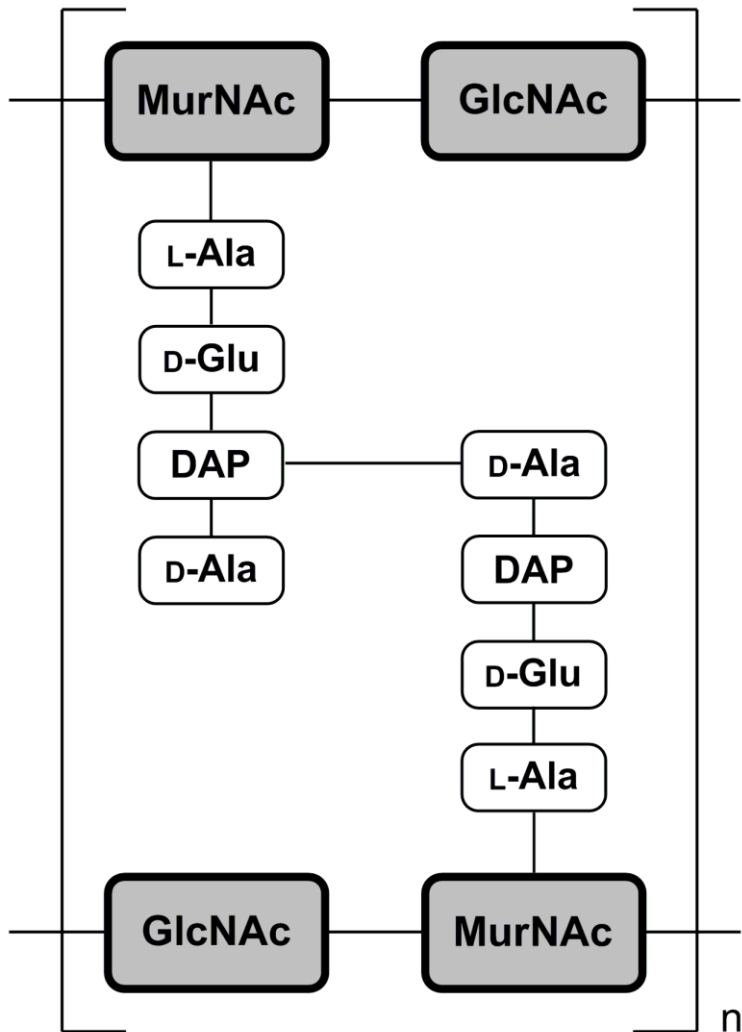 MurNAc GlcNAc
L-Ala
D-Glu
DAP D-Ala
D-Ala DAP
D-Glu
L-Ala
GlcNAc MurNAc
n